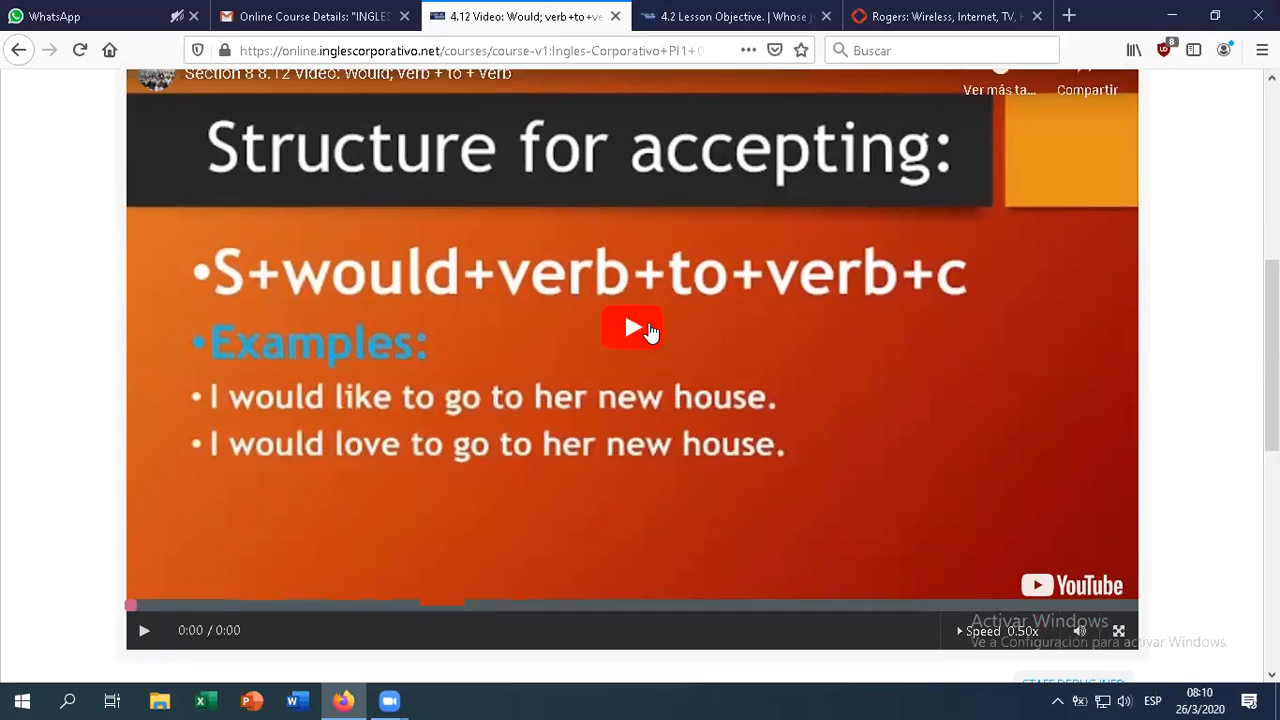 WhatsApp
Online Course Details: "INGLES
4.12 Video: Would; verb +to+ve
4.2 Lesson Objective. | Whose j
Rogers: Wireless, Internet, TV, H
https://online.inglescorporativo.net/courses/course-v1:Ingles-Corporativo+PI1+0
Buscar
8
Section 8 8.12 Video: Would; verb + to + verb
Ver más ta...
Compartir
Structure for accepting:
•S+would+verb+to+verb+c
•Examples:
• I would like to go to her new house.
• I would love to go to her new house.
YouTube
0:00 / 0:00
Speed 0.50x
Activar Windows
Ve a Configuración para activar Windows.
STAFF DEBUG INFO
ESP
08:10
26/3/2020